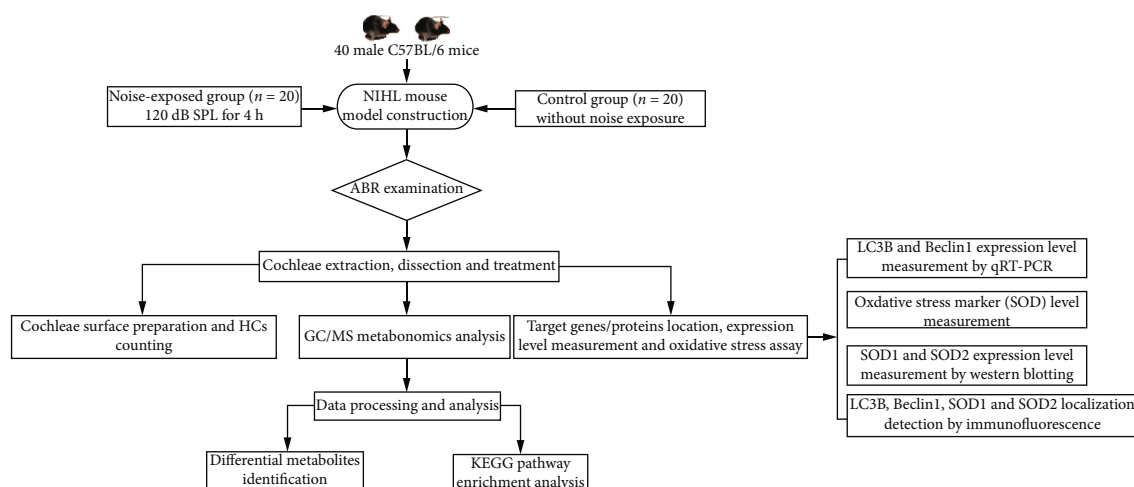 40 male C57BL/6 mice
Noise-exposed group (n = 20)
120 dB SPL for 4 h
NIHL mouse
model construction
Control group (n = 20)
without noise exposure
ABR examination
Cochleae extraction, dissection and treatment
Cochleae surface preparation and HCs
counting
GC/MS metabonomics analysis
Target genes/proteins location, expression
level measurement and oxidative stress assay
LC3B and Beclin1 expression level
measurement by qRT-PCR
Oxdative stress marker (SOD) level
measurement
SOD1 and SOD2 expression level
measurement by western blotting
LC3B, Beclin1, SOD1 and SOD2 localization
detection by immunofluorescence
Data processing and analysis
Differential metabolites
identification
KEGG pathway
enrichment analysis